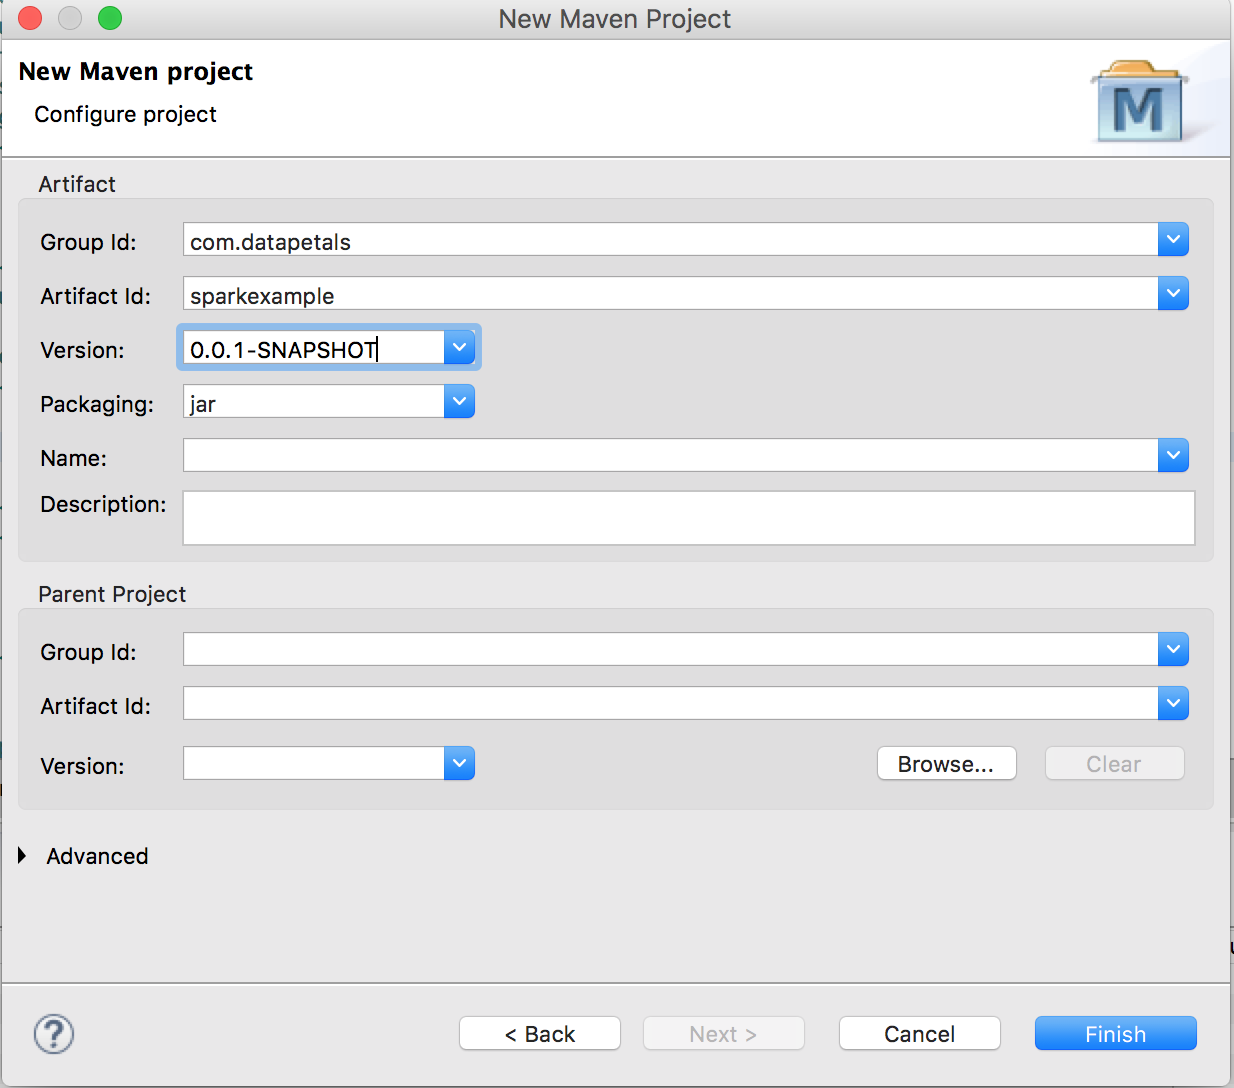 New Maven Project
New Maven project
Configure project
M
Artifact
Group Id: com.datapetals
Artifact Id: sparkexample
Version: 0.0.1-SNAPSHOT
Packaging: jar
Name:
Description:
Parent Project
Group Id:
Artifact Id:
Version: Browse... Clear
Advanced
? < Back Next > Cancel Finish